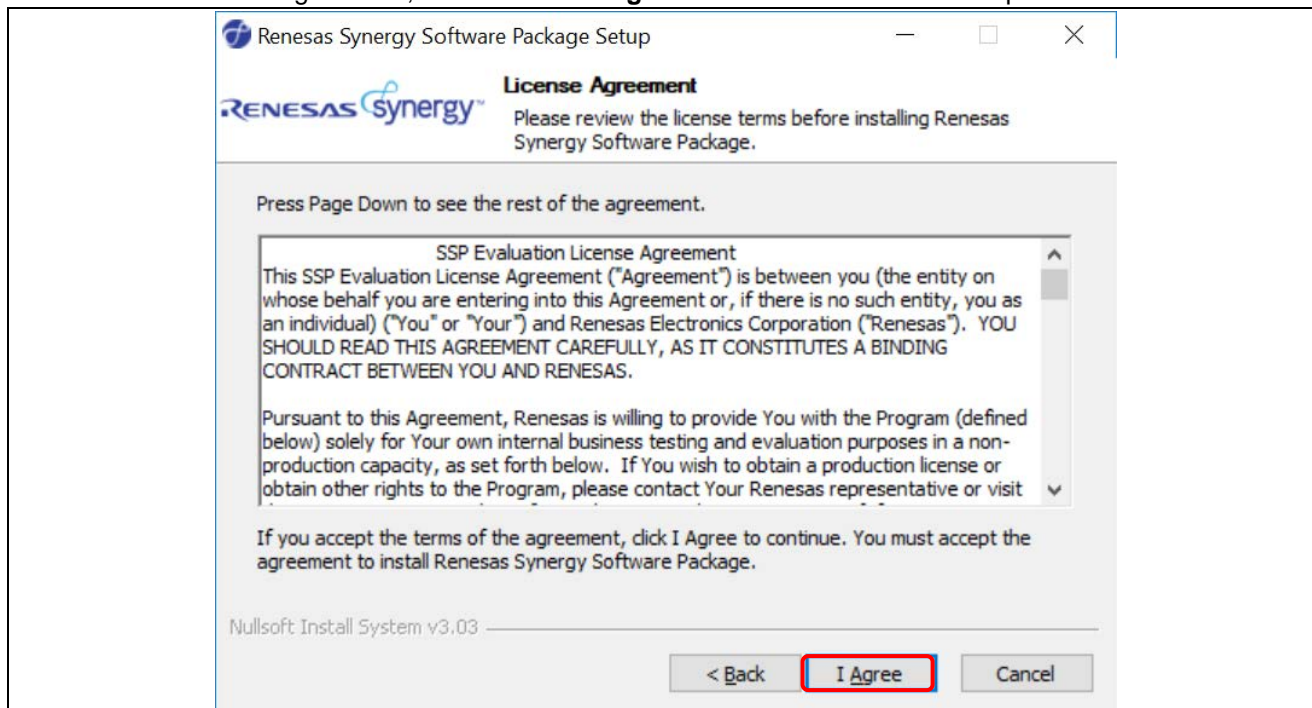 Renesas Synergy Software Package Setup
RENESAS Synergy™
License Agreement
Please review the license terms before installing Renesas
Synergy Software Package.
Press Page Down to see the rest of the agreement.
SSP Evaluation License Agreement
This SSP Evaluation License Agreement ("Agreement") is between you (the entity on
whose behalf you are entering into this Agreement or, if there is no such entity, you as
an individual) ("You" or "Your") and Renesas Electronics Corporation ("Renesas").  YOU
SHOULD READ THIS AGREEMENT CAREFULLY, AS IT CONSTITUTES A BINDING
CONTRACT BETWEEN YOU AND RENESAS.
Pursuant to this Agreement, Renesas is willing to provide You with the Program (defined
below) solely for Your own internal business testing and evaluation purposes in a non-
production capacity, as set forth below.  If You wish to obtain a production license or
obtain other rights to the Program, please contact Your Renesas representative or visit
If you accept the terms of the agreement, click I Agree to continue. You must accept the
agreement to install Renesas Synergy Software Package.
Nullsoft Install System v3.03
< Back
I Agree
Cancel